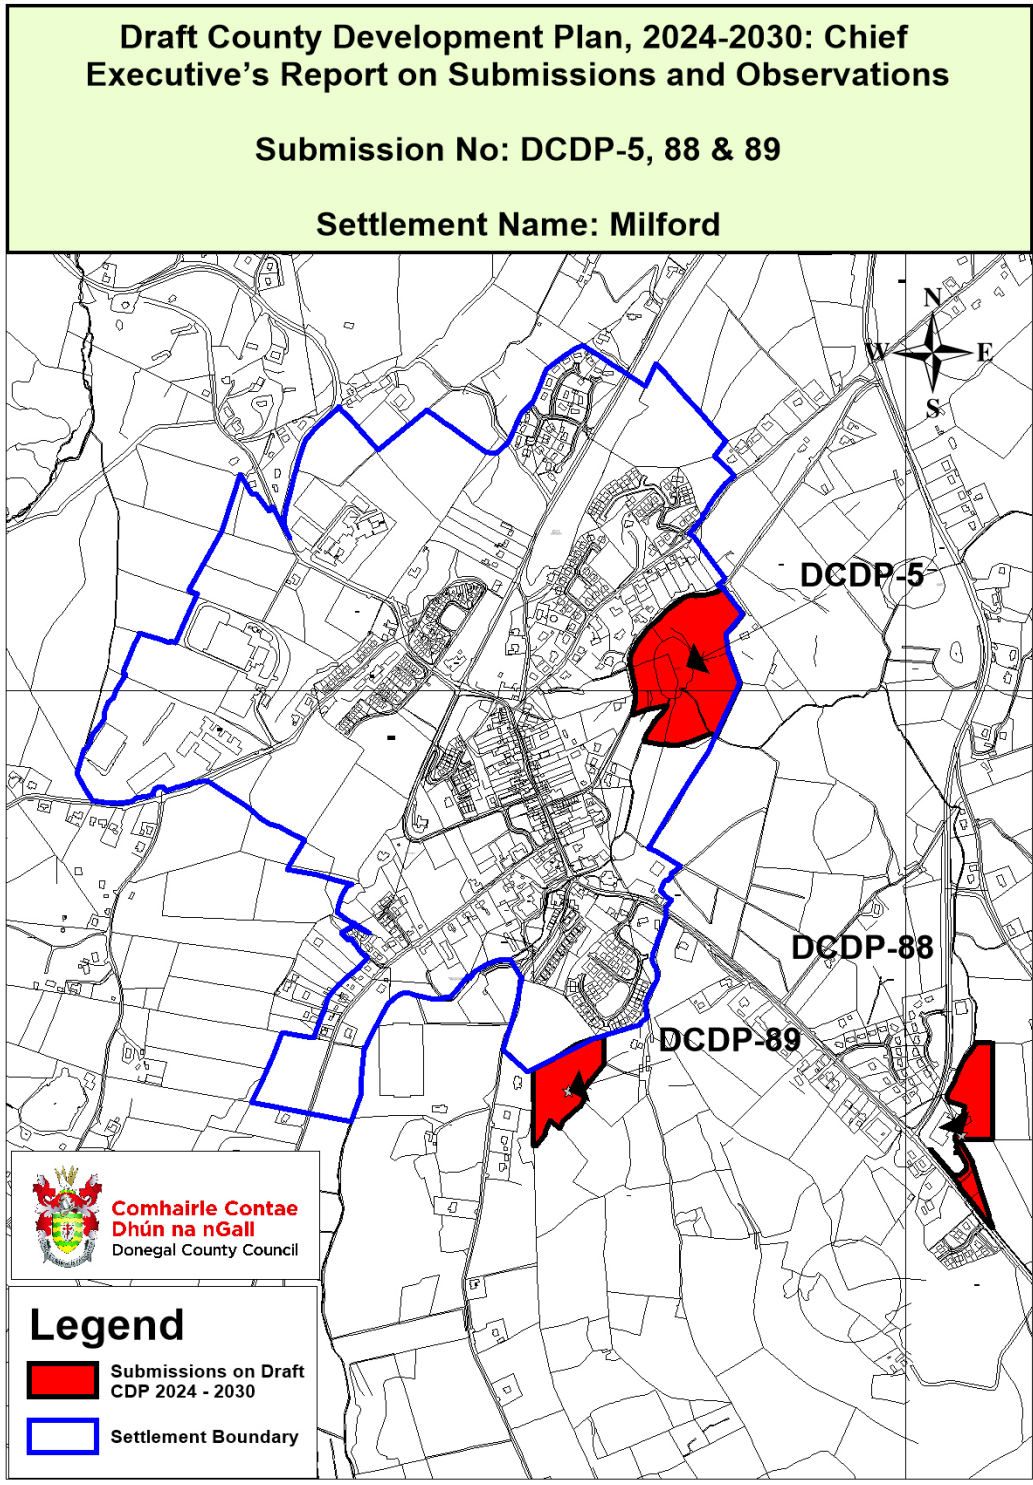 Draft County Development Plan, 2024-2030: Chief
Executive’s Report on Submissions and Observations
Submission No: DCDP-5, 88 & 89
Settlement Name: Milford
N
W E
S
DCDP-5
DCDP-88
DCDP-89
Comhairle Contae
Dhún na nGall
Donegal County Council
Legend
Submissions on Draft
CDP 2024 - 2030
Settlement Boundary